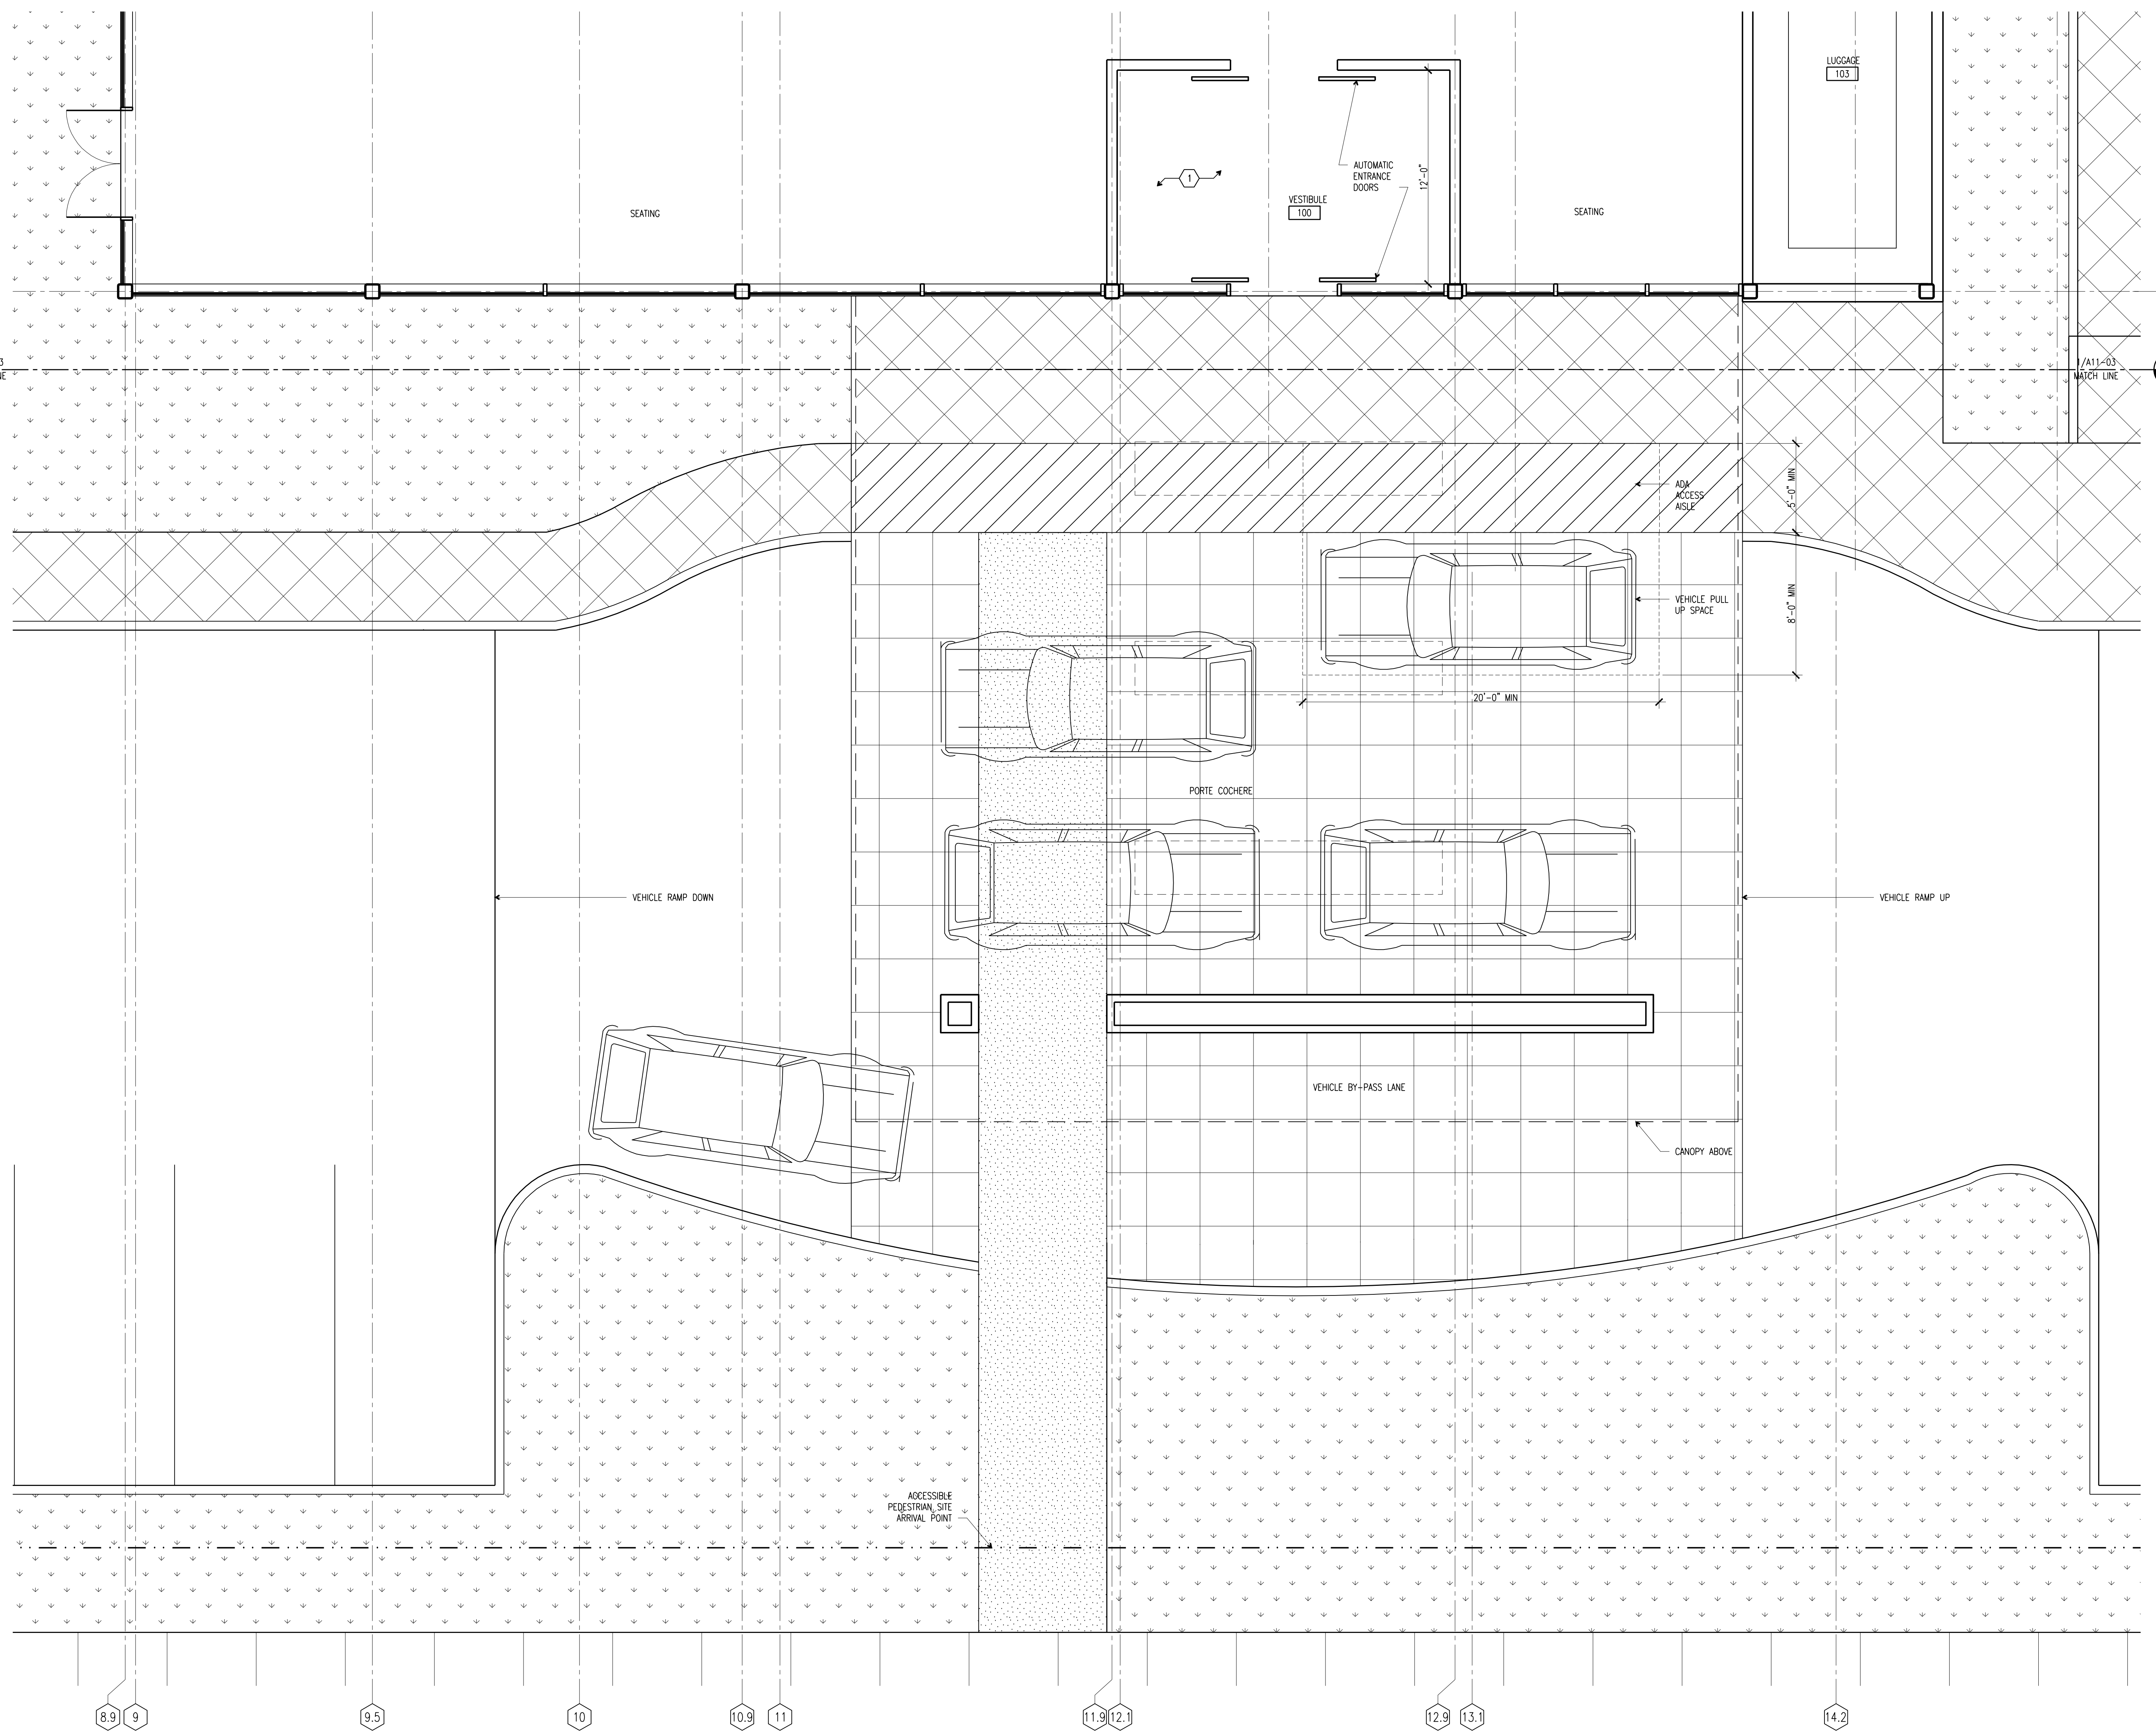 LUGGAGE
103
AUTOMATIC
ENTRANCE
DOORS
12'-0"
1
VESTIBULE
100
SEATING
SEATING
3
NE
1/A11-03
MATCH LINE
ADA
ACCESS
AISLE
5'-0" MIN
VEHICLE PULL
UP SPACE
8'-0" MIN
20'-0" MIN
PORTE COCHERE
VEHICLE RAMP DOWN
VEHICLE RAMP UP
VEHICLE BY-PASS LANE
CANOPY ABOVE
ACCESSIBLE
PEDESTRIAN SITE
ARRIVAL POINT
8.9
9
9.5
10
10.9
11
11.9
12.1
12.9
13.1
14.2